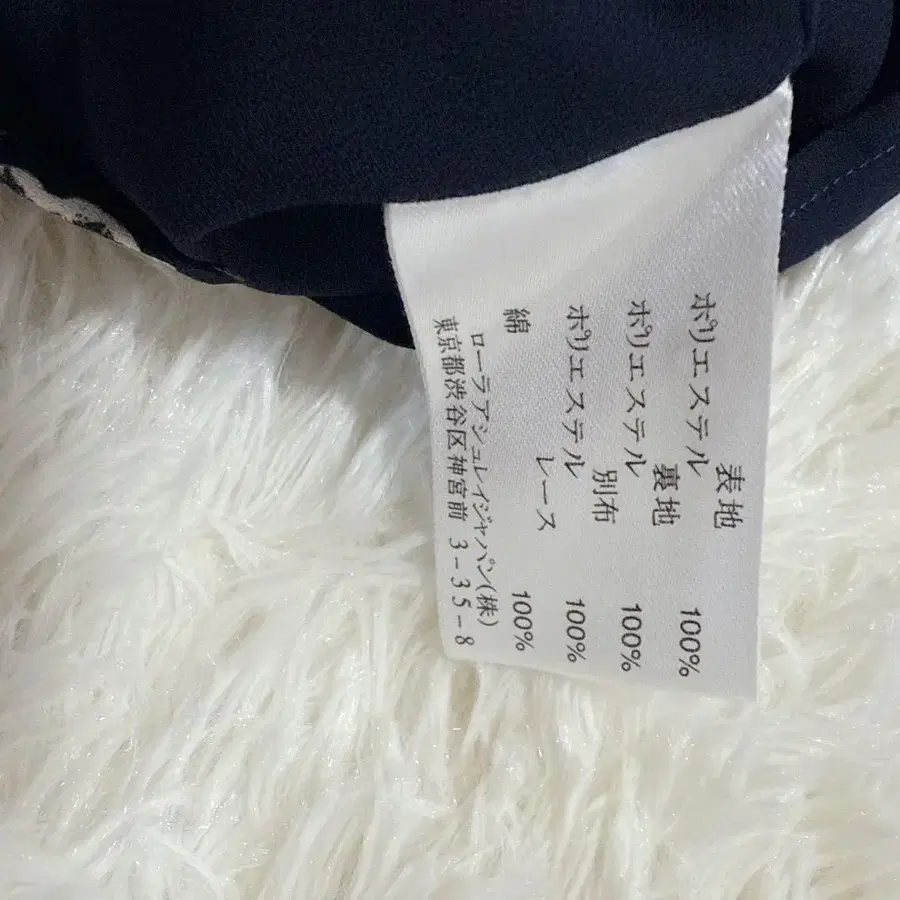 表地
ポリエステル 100%
裏地
ポリエステル 100%
別布
ポリエステル 100%
レース
綿 100%
ローラアシュレイジャパン(株)
東京都渋谷区神宮前 3-35-8